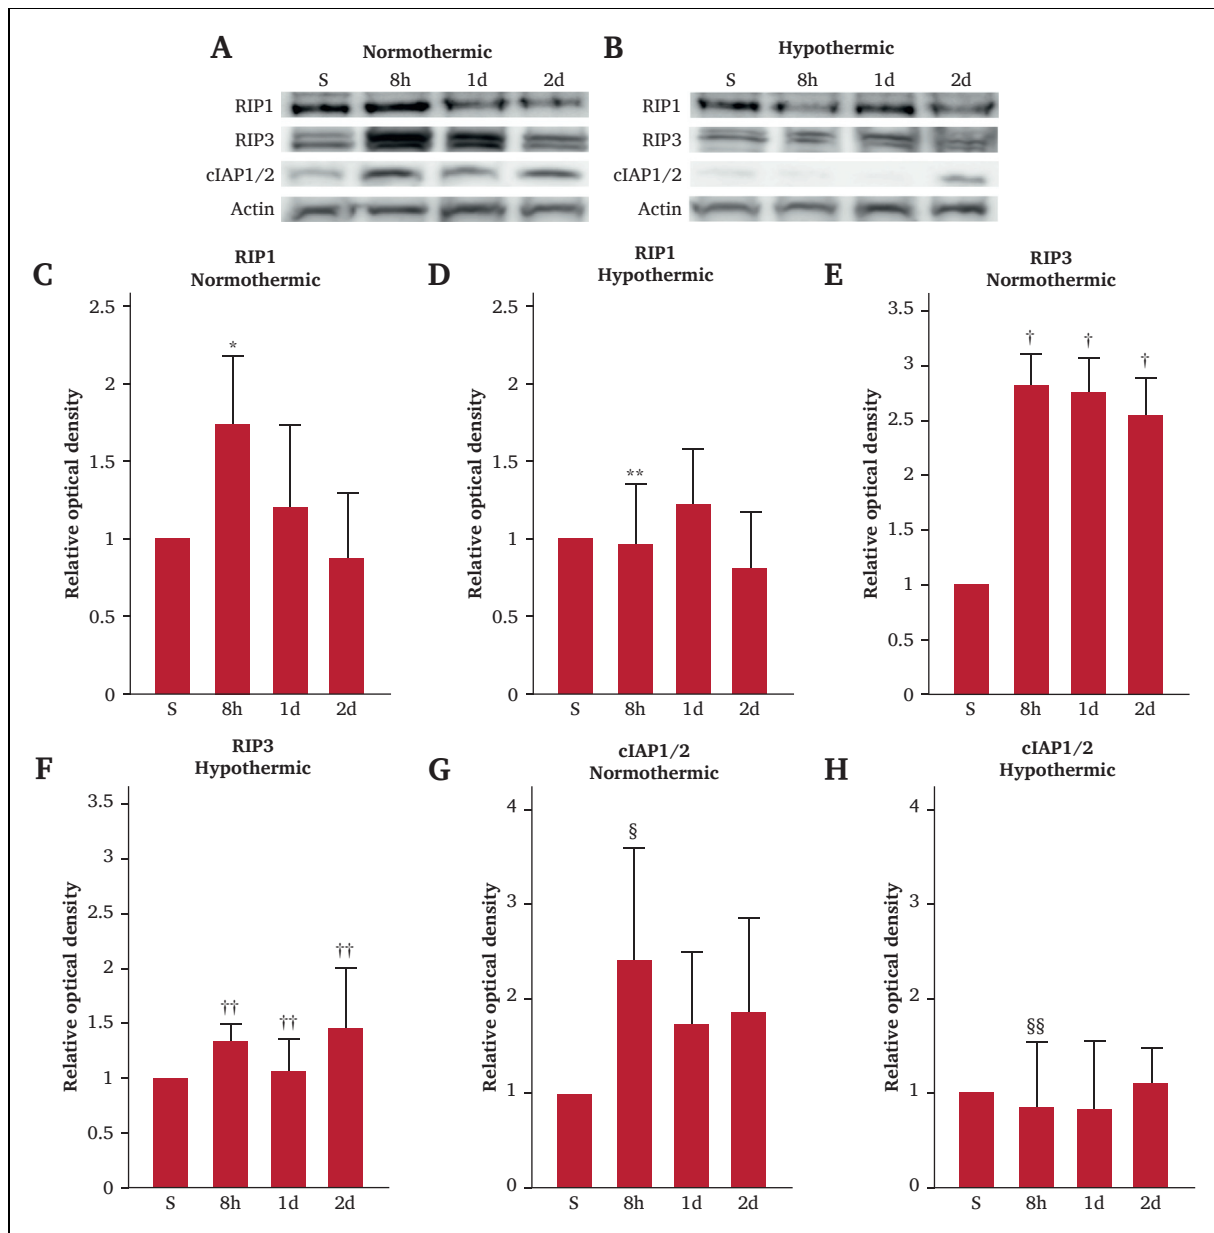 A
Normothermic
S 8h 1d 2d
RIP1
RIP3
cIAP1/2
Actin
B
Hypothermic
S 8h 1d 2d
RIP1
RIP3
cIAP1/2
Actin
C
RIP1
Normothermic
Relative optical density
2.5
2
1.5
1
0.5
0
*
S 8h 1d 2d
D
RIP1
Hypothermic
Relative optical density
2.5
2
1.5
1
0.5
0
**
S 8h 1d 2d
E
RIP3
Normothermic
Relative optical density
3.5
3
2.5
2
1.5
1
0.5
0
† † †
S 8h 1d 2d
F
RIP3
Hypothermic
Relative optical density
3.5
3
2.5
2
1.5
1
0.5
0
†† †† ††
S 8h 1d 2d
G
cIAP1/2
Normothermic
Relative optical density
4
3
2
1
0
§
S 8h 1d 2d
H
cIAP1/2
Hypothermic
Relative optical density
4
3
2
1
0
§§
S 8h 1d 2d